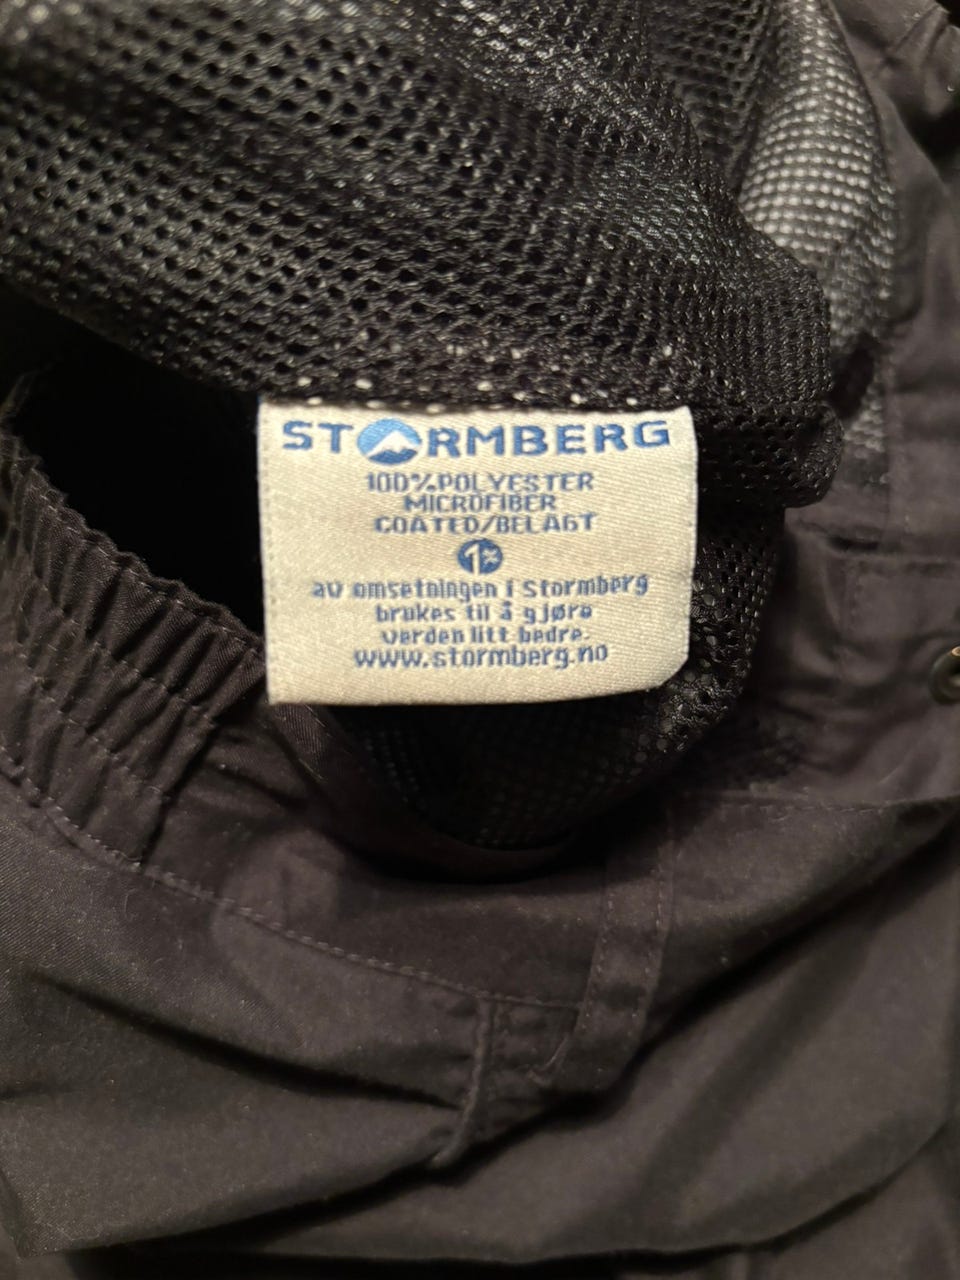 STORMBERG
100%POLYESTER
MICROFIBER
COATED/BELAGT
1%
av omsetningen i Stormberg
brukes til å gjøre
verden litt bedre.
www.stormberg.no